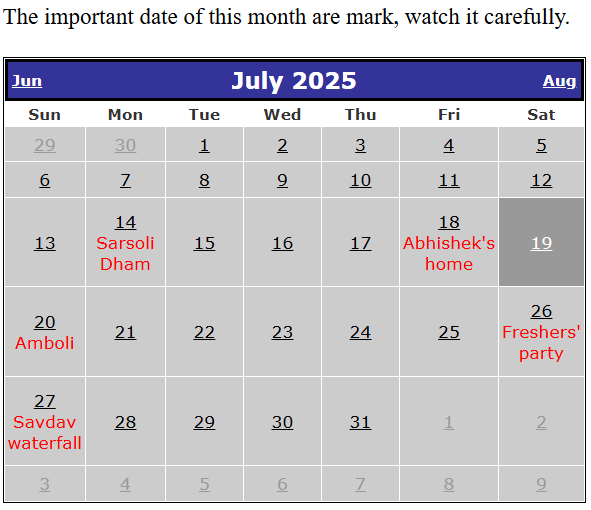 The important date of this month are mark, watch it carefully.
Jun July 2025 Aug
Sun Mon Tue Wed Thu Fri Sat
29 30 1 2 3 4 5
6 7 8 9 10 11 12
13 14 15 16 17 18 19
Sarsoli Abhishek's
Dham home
20 21 22 23 24 25 26
Amboli Freshers'
party
27 28 29 30 31 1 2
Savdav
waterfall
3 4 5 6 7 8 9